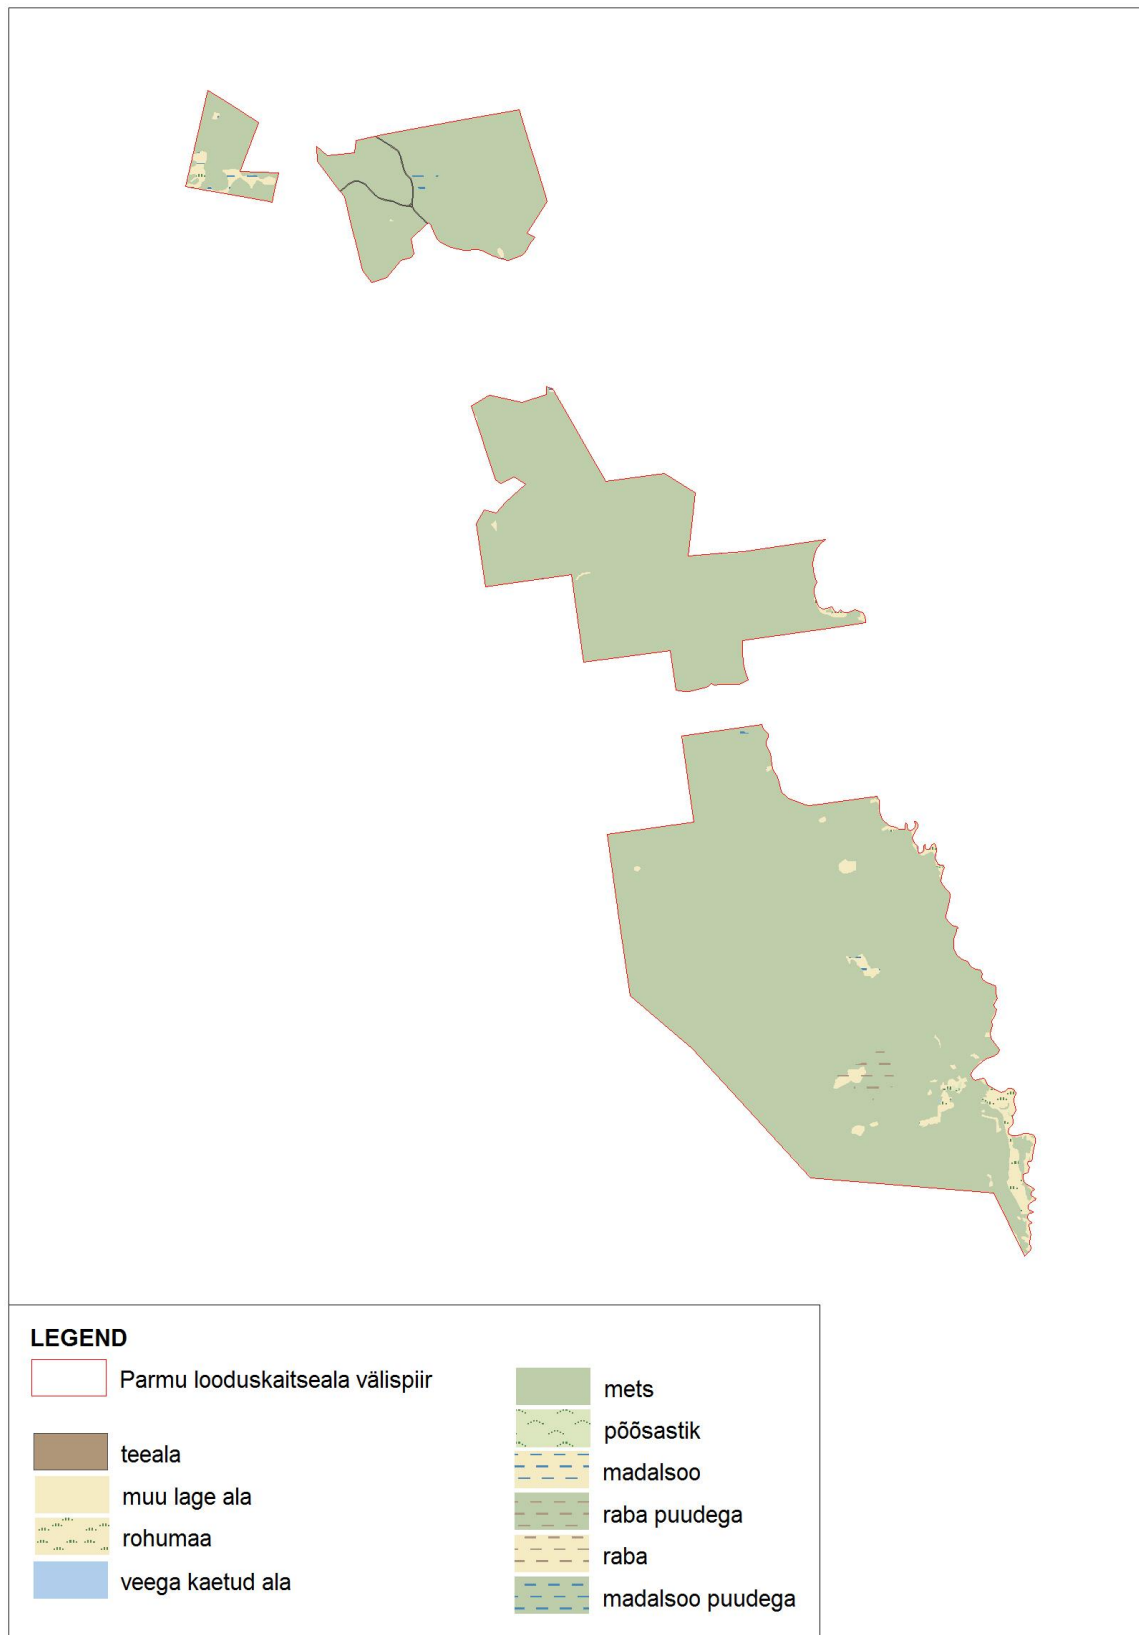 LEGEND
Parmu looduskaitseala välispiir
teeala
muu lage ala
rohumaa
veega kaetud ala
mets
põõsastik
madalsoo
raba puudega
raba
madalsoo puudega